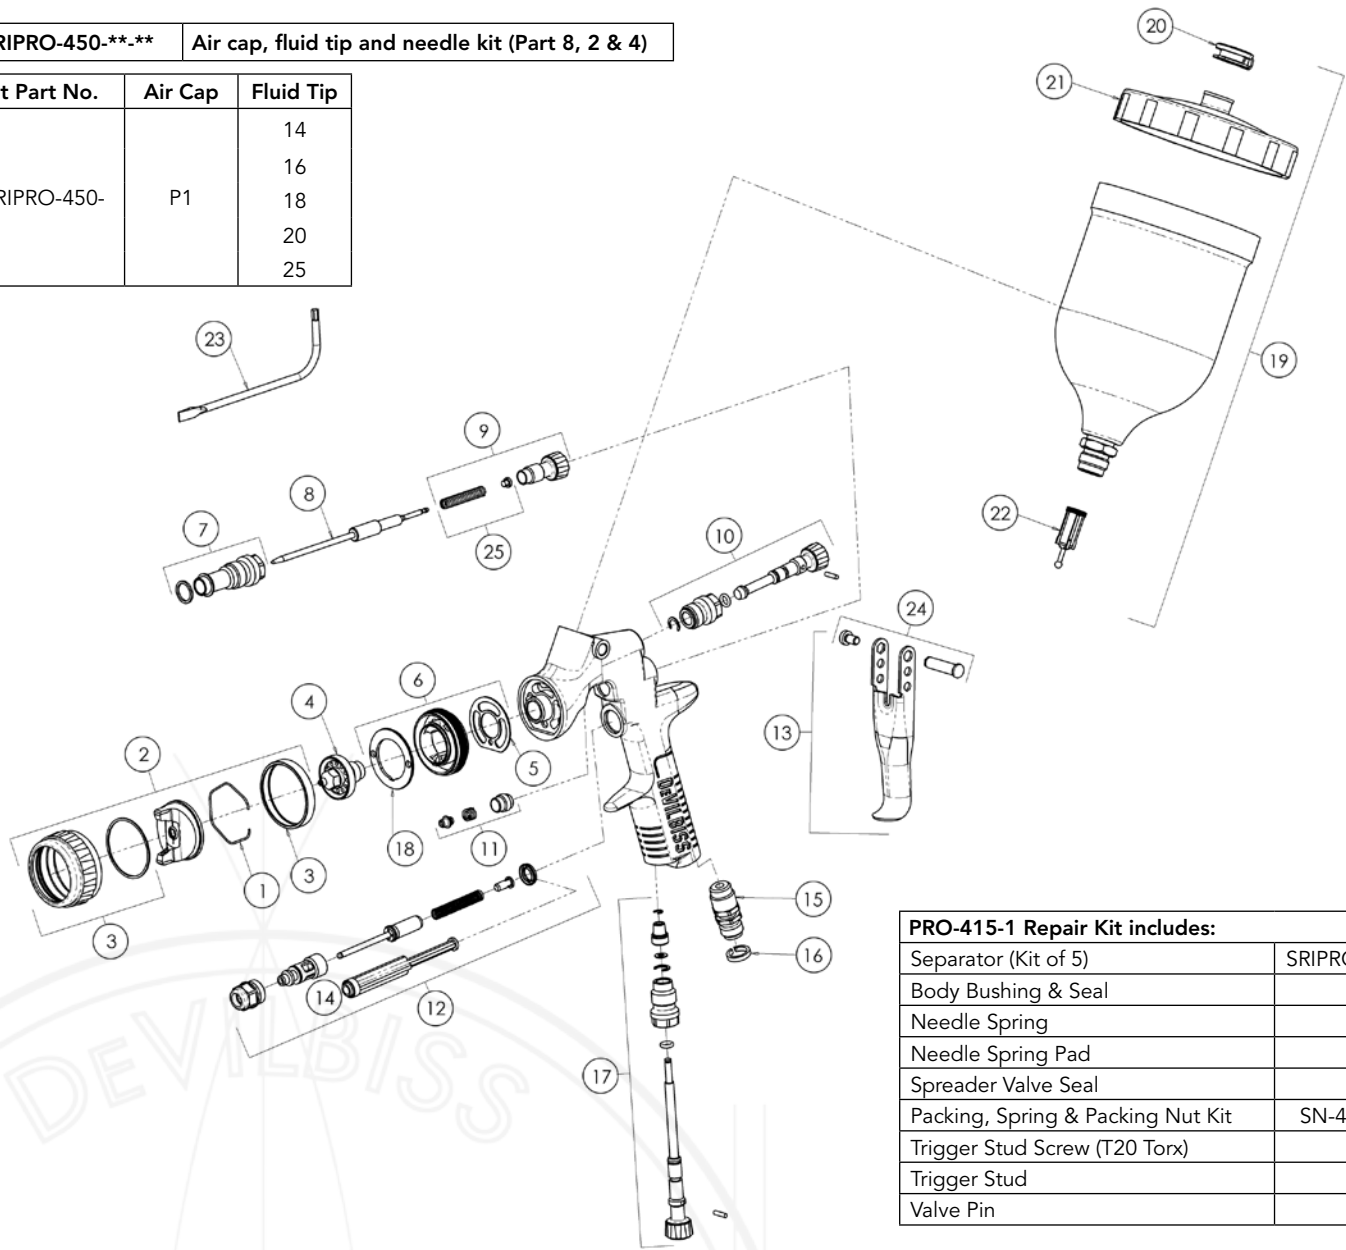 RIPRO-450-**-** Air cap, fluid tip and needle kit (Part 8, 2 & 4)
t Part No. Air Cap Fluid Tip
14
16
RIPRO-450- P1 18
20
25
20
21
23
19
9
8
22
7
25
10
24
6
4
13
2
5
18
11
1
3
3
15
16
14
12
17
DEVILBISS
DEVILBISS
PRO-415-1 Repair Kit includes:
Separator (Kit of 5) SRIPRO
Body Bushing & Seal
Needle Spring
Needle Spring Pad
Spreader Valve Seal
Packing, Spring & Packing Nut Kit SN-4
Trigger Stud Screw (T20 Torx)
Trigger Stud
Valve Pin